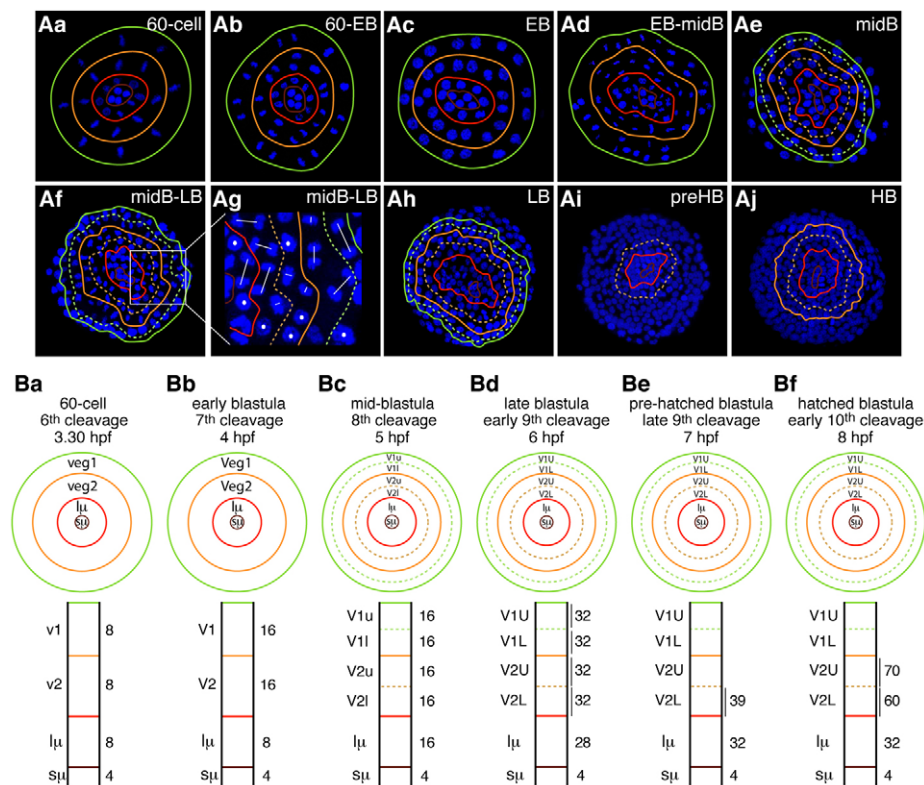 Aa 60-cell
Ab 60-EB
Ac EB
Ad EB-midB
Ae midB
Af midB-LB
Ag midB-LB
Ah LB
Ai preHB
Aj HB
Ba
60-cell
6th cleavage
3.30 hpf
veg1
veg2
lμ
sμ
v1 8
v2 8
lμ 8
sμ 4
Bb
early blastula
7th cleavage
4 hpf
Veg1
Veg2
lμ
sμ
V1 16
V2 16
lμ 8
sμ 4
Bc
mid-blastula
8th cleavage
5 hpf
V1u
V1l
V2u
V2l
lμ
sμ
V1u 16
V1l 16
V2u 16
V2l 16
lμ 16
sμ 4
Bd
late blastula
early 9th cleavage
6 hpf
V1U
V1L
V2U
V2L
lμ
sμ
V1U 32
V1L 32
V2U 32
V2L 32
lμ 28
sμ 4
Be
pre-hatched blastula
late 9th cleavage
7 hpf
V1U
V1L
V2U
V2L
lμ
sμ
V1U
V1L
V2U
V2L 39
lμ 32
sμ 4
Bf
hatched blastula
early 10th cleavage
8 hpf
V1U
V1L
V2U
V2L
lμ
sμ
V1U
V1L
V2U 70
V2L 60
lμ 32
sμ 4